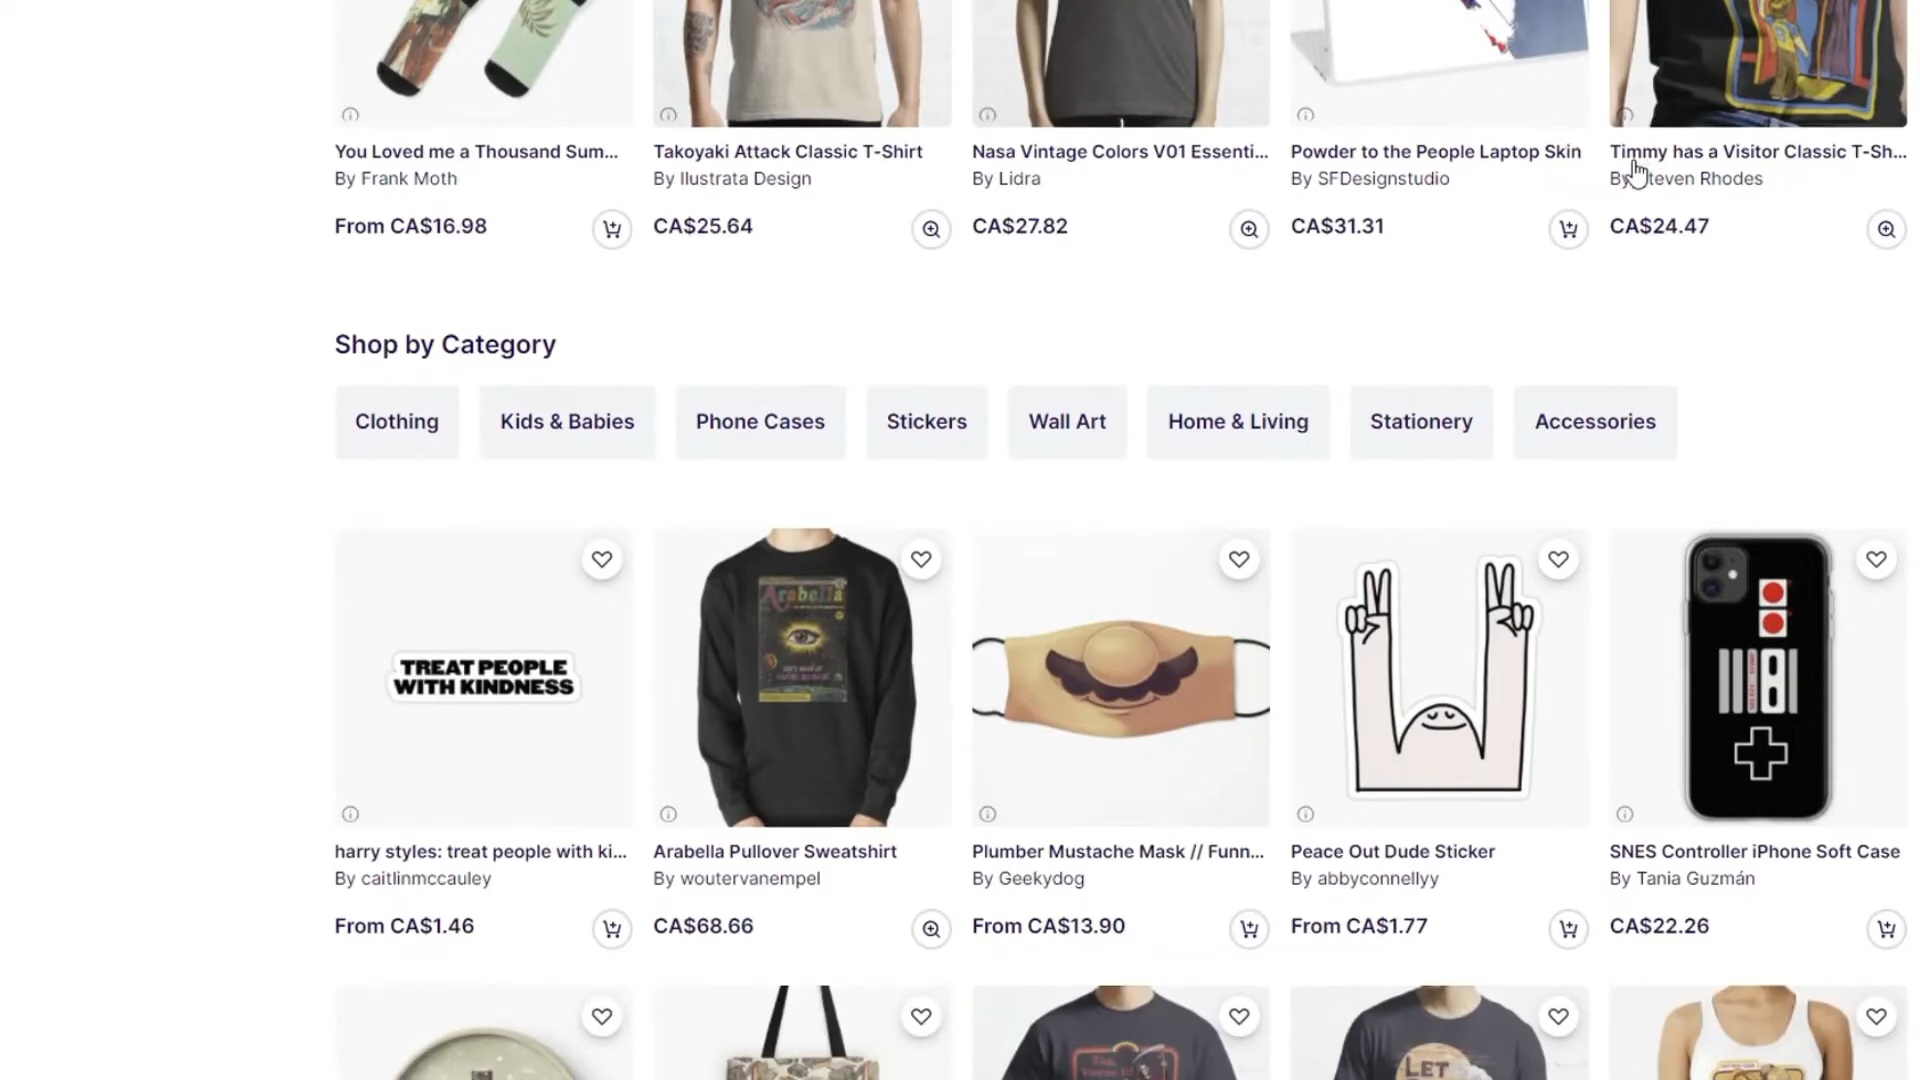 You Loved me a Thousand Sum...
By Frank Moth
From CA$16.98
Takoyaki Attack Classic T-Shirt
By Ilustrata Design
CA$25.64
Nasa Vintage Colors V01 Essenti...
By Lidra
CA$27.82
Powder to the People Laptop Skin
By SFDesignstudio
CA$31.31
Timmy has a Visitor Classic T-Sh...
By Steven Rhodes
CA$24.47
Shop by Category
Clothing
Kids & Babies
Phone Cases
Stickers
Wall Art
Home & Living
Stationery
Accessories
TREAT PEOPLE
WITH KINDNESS
harry styles: treat people with ki...
By caitlinmccauley
From CA$1.46
Arabella
Arabella Pullover Sweatshirt
By woutervanempel
CA$68.66
Plumber Mustache Mask // Funn...
By Geekydog
From CA$13.90
Peace Out Dude Sticker
By abbyconnellyy
From CA$1.77
SNES Controller iPhone Soft Case
By Tania Guzmán
CA$22.26
LET